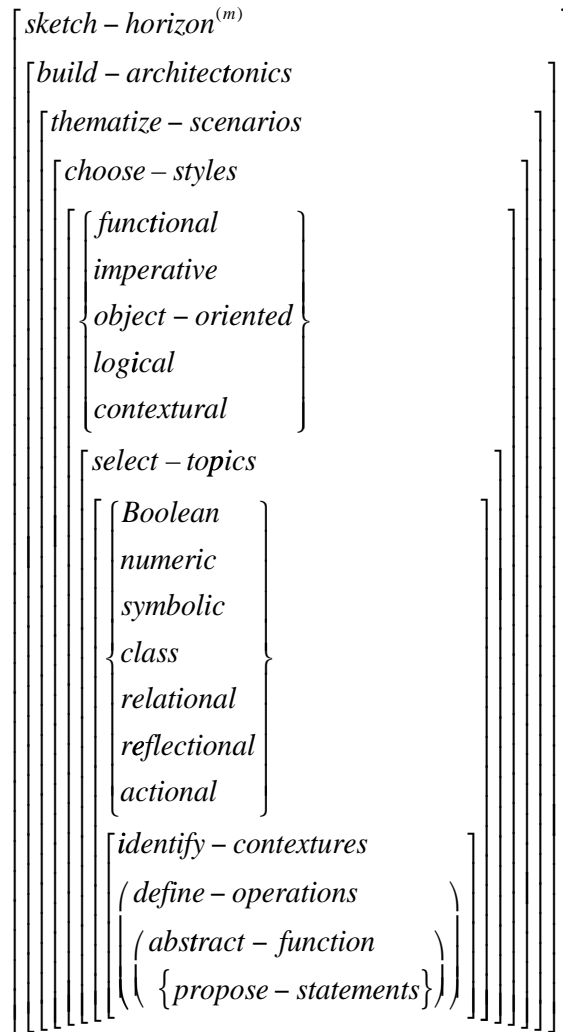 sketch – horizon^(m)
build – architectonics
thematize – scenarios
choose – styles
functional
imperative
object – oriented
logical
contextural
select – topics
Boolean
numeric
symbolic
class
relational
reflectional
actional
identify – contextures
define – operations
abstract – function
{propose – statements}